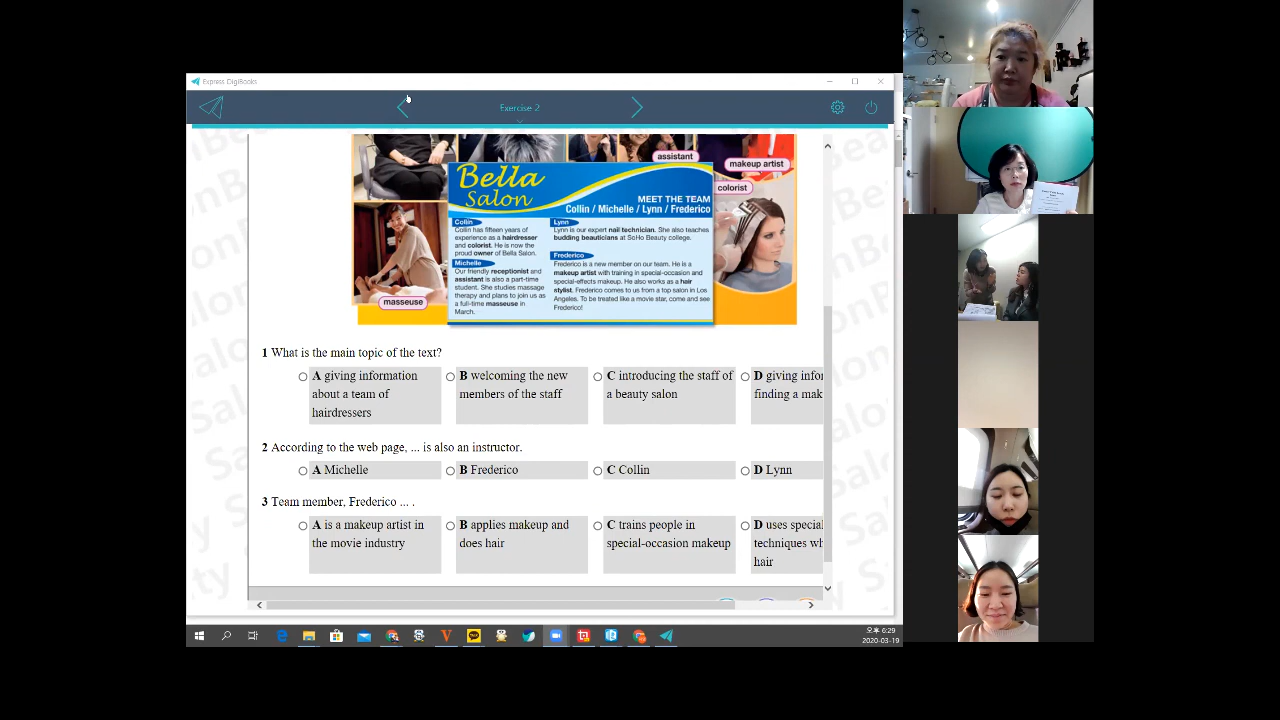 Express DigiBooks
Exercise 2
assistant
makeup artist
colorist
masseuse
Bella
Salon
MEET THE TEAM
Collin / Michelle / Lynn / Frederico
Collin
Collin has fifteen years of
experience as a hairdresser
and colorist. He is now the
proud owner of Bella Salon.
Michelle
Our friendly receptionist and
assistant is also a part-time
student. She studies massage
therapy and plans to join us as
a full-time masseuse in
March.
Lynn
Lynn is our expert nail technician. She also teaches
budding beauticians at SoHo Beauty college.
Frederico
Frederico is a new member on our team. He is a
makeup artist with training in special-occasion and
special-effects makeup. He also works as a hair
stylist. Frederico comes to us from a top salon in Los
Angeles. To be treated like a movie star, come and see
Frederico!
1 What is the main topic of the text?
A giving information
about a team of
hairdressers
B welcoming the new
members of the staff
C introducing the staff of
a beauty salon
D giving infor
finding a mak
2 According to the web page, ... is also an instructor.
A Michelle
B Frederico
C Collin
D Lynn
3 Team member, Frederico ... .
A is a makeup artist in
the movie industry
B applies makeup and
does hair
C trains people in
special-occasion makeup
D uses special
techniques wh
hair
오후 6:29
2020-03-19